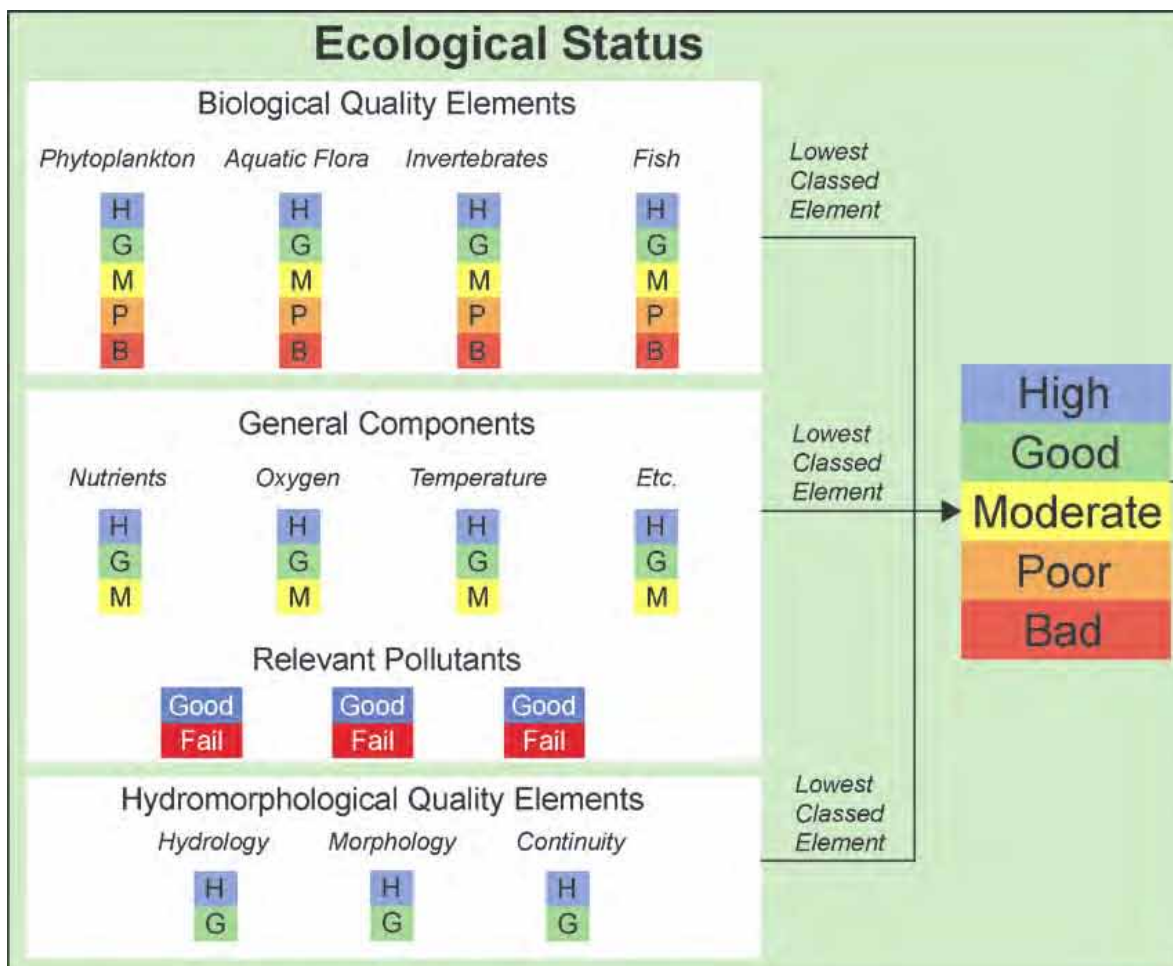 Ecological Status
Biological Quality Elements
Phytoplankton Aquatic Flora Invertebrates Fish
H H H H
G G G G
M M M M
P P P P
B B B B
Lowest
Classed
Element
General Components
Nutrients Oxygen Temperature Etc.
H H H H
G G G G
M M M M
Lowest
Classed
Element
Relevant Pollutants
Good Good Good
Fail Fail Fail
Hydromorphological Quality Elements
Hydrology Morphology Continuity
H H H
G G G
Lowest
Classed
Element
High
Good
Moderate
Poor
Bad